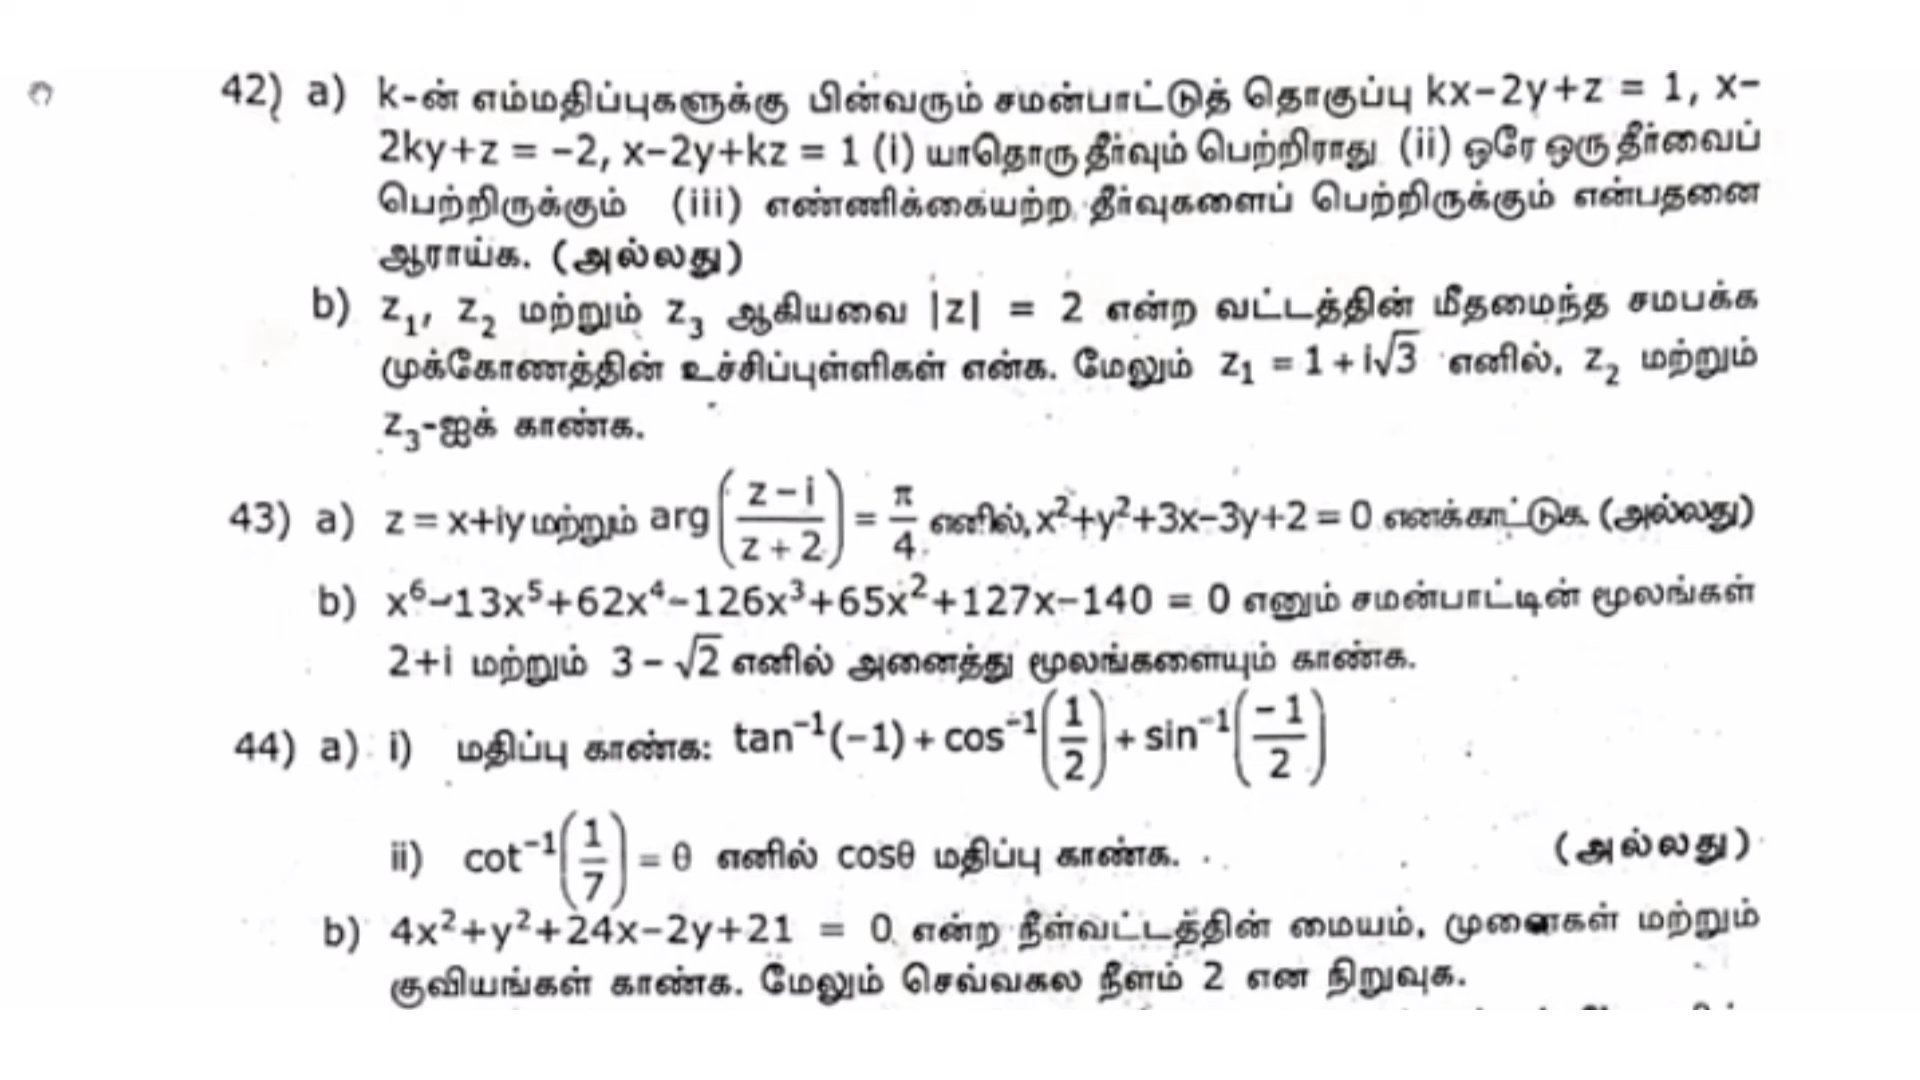 42) a) k-ன் எம்மதிப்புகளுக்கு பின்வரும் சமன்பாட்டுத் தொகுப்பு kx-2y+z = 1, x-
2ky+z = -2, x-2y+kz = 1 (i) யாதொரு தீர்வும் பெற்றிராது (ii) ஒரே ஒரு தீர்வைப்
பெற்றிருக்கும் (iii) எண்ணிக்கையற்ற தீர்வுகளைப் பெற்றிருக்கும் என்பதனை
ஆராய்க. (அல்லது)
b) z₁, z₂ மற்றும் z₃ ஆகியவை |z| = 2 என்ற வட்டத்தின் மீதமைந்த சமபக்க
முக்கோணத்தின் உச்சிப்புள்ளிகள் என்க. மேலும் z₁ = 1 + i√3 எனில், z₂ மற்றும்
z₃-ஐக் காண்க.
43) a) z = x+iy மற்றும் arg((z – i)/(z + 2)) = π/4 எனில், x²+y²+3x-3y+2 = 0 எனக்காட்டுக. (அல்லது)
b) x⁶-13x⁵+62x⁴-126x³+65x²+127x-140 = 0 எனும் சமன்பாட்டின் மூலங்கள்
2+i மற்றும் 3 – √2 எனில் அனைத்து மூலங்களையும் காண்க.
44) a) i) மதிப்பு காண்க: tan⁻¹(–1) + cos⁻¹(1/2) + sin⁻¹(–1/2)
ii) cot⁻¹(1/7) = θ எனில் cosθ மதிப்பு காண்க. (அல்லது)
b) 4x²+y²+24x-2y+21 = 0 என்ற நீள்வட்டத்தின் மையம், முனைகள் மற்றும்
குவியங்கள் காண்க. மேலும் செவ்வகல நீளம் 2 என நிறுவுக.